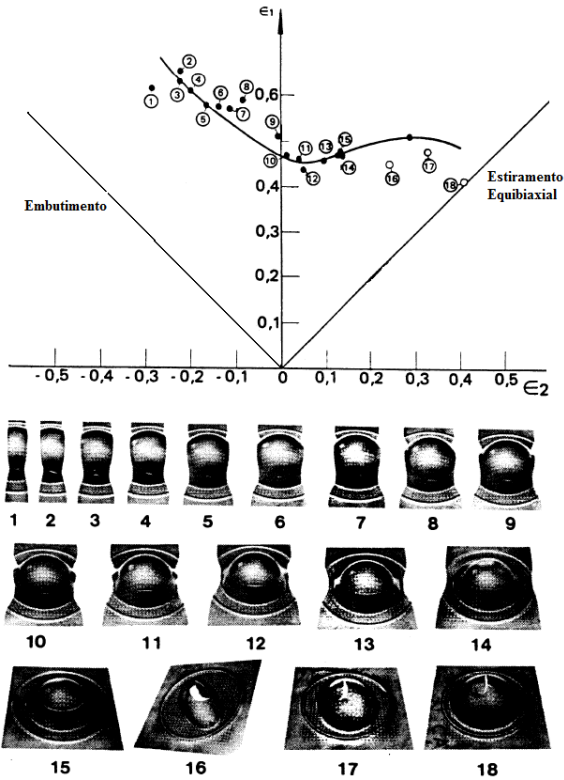 ϵ1
2
4
1
3
6
8
0,6
5
7
9
10
11
13
15
12
14
16
17
18
0,4
Estiramento
Equibiaxial
Embutimento
0,3
0,2
0,1
-0,5 -0,4 -0,3 -0,2 -0,1 0 0,1 0,2 0,3 0,4 0,5
ϵ2
1 2 3 4 5 6 7 8 9
10 11 12 13 14
15 16 17 18